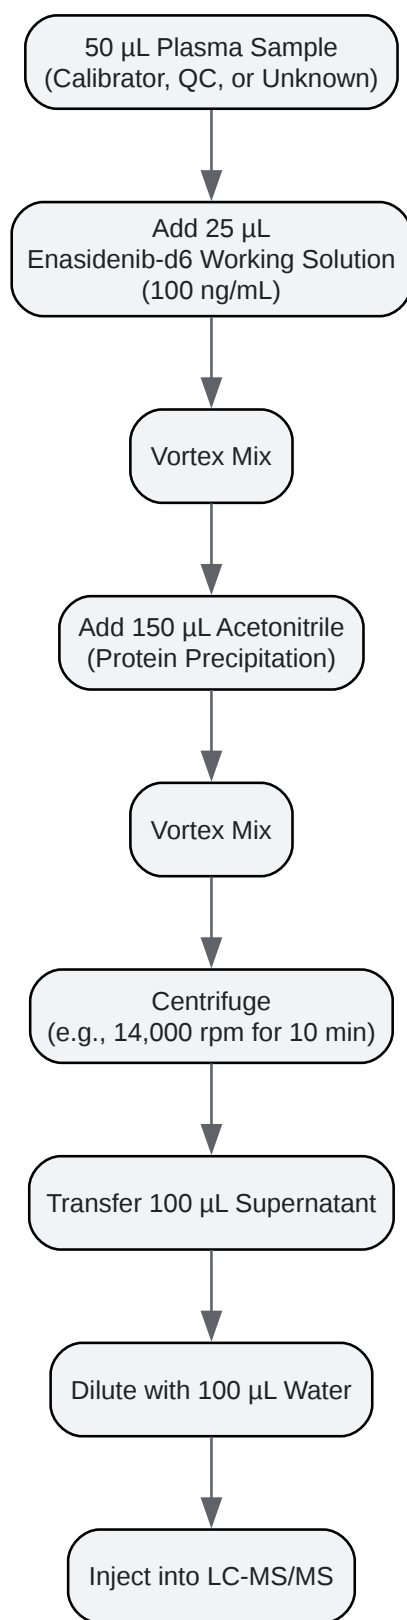 50 µL Plasma Sample
(Calibrator, QC, or Unknown)
Add 25 µL
Enasidenib-d6 Working Solution
(100 ng/mL)
Vortex Mix
Add 150 µL Acetonitrile
(Protein Precipitation)
Vortex Mix
Centrifuge
(e.g., 14,000 rpm for 10 min)
Transfer 100 µL Supernatant
Dilute with 100 µL Water
Inject into LC-MS/MS